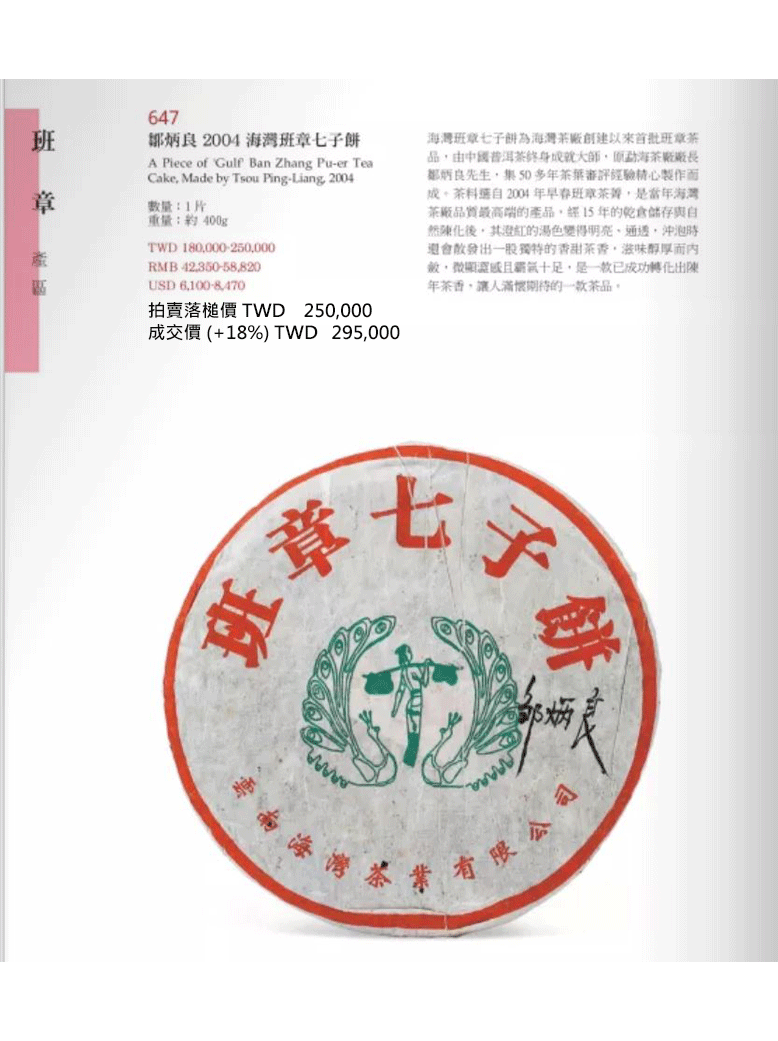 班
章
產
區
647
鄒炳良 2004 海灣班章七子餅
A Piece of 'Gulf' Ban Zhang Pu-er Tea
Cake, Made by Tsou Ping-Liang, 2004
數量：1片
重量：約 400g
TWD 180,000-250,000
RMB 42,350-58,820
USD 6,100-8,470
拍賣落槌價 TWD 250,000
成交價 (+18%) TWD 295,000
海灣班章七子餅為海灣茶廠創建以來首批班章茶
品，由中國普洱茶終身成就大師，原勐海茶廠廠長
鄒炳良先生，集 50 多年茶葉審評經驗精心製作而
成。茶料選自 2004 年早春班章茶菁，是當年海灣
茶廠品質最高端的產品，經 15 年的乾倉儲存與自
然陳化後，其澄紅的湯色變得明亮、通透，沖泡時
還會散發出一股獨特的香甜茶香，滋味醇厚而內
斂，微顯澀感且霸氣十足，是一款已成功轉化出陳
年茶香，讓人滿懷期待的一款茶品。
班章七子餅
鄒炳良
雲南海灣茶業有限公司